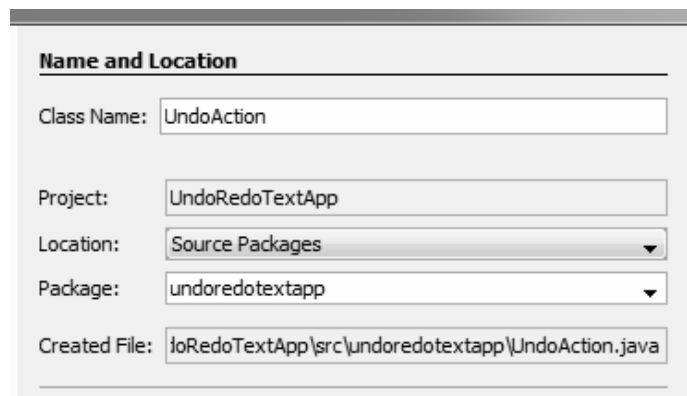 Name and Location
Class Name: UndoAction
Project: UndoRedoTextApp
Location: Source Packages
Package: undoredotextapp
Created File: doRedoTextApp\src\undoredotextapp\UndoAction.java